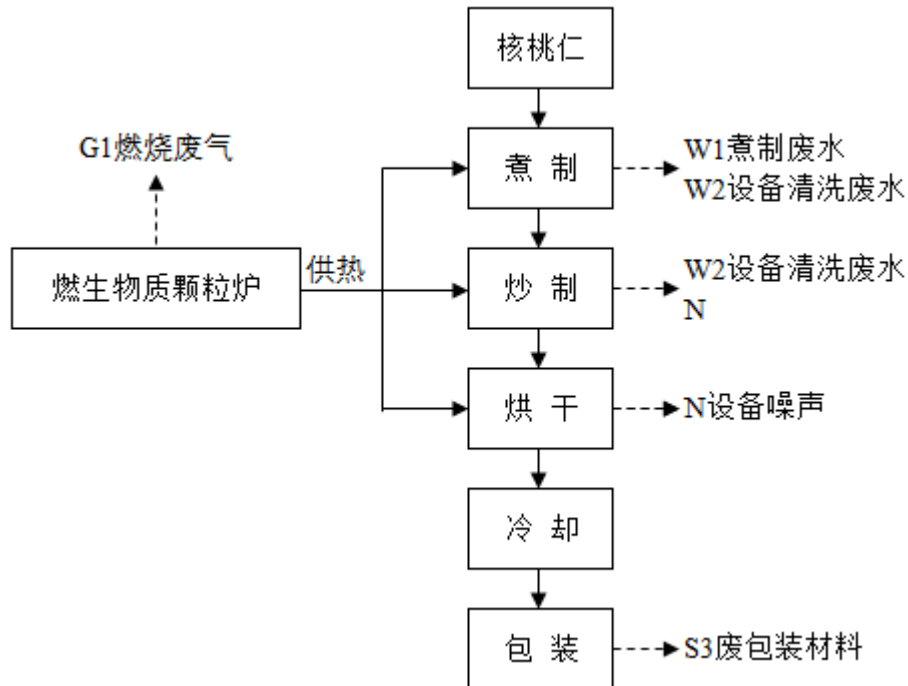 核桃仁
G1燃烧废气
煮 制
W1煮制废水
W2设备清洗废水
燃生物质颗粒炉
供热
炒 制
W2设备清洗废水
N
烘 干
N设备噪声
冷 却
包 装
S3废包装材料